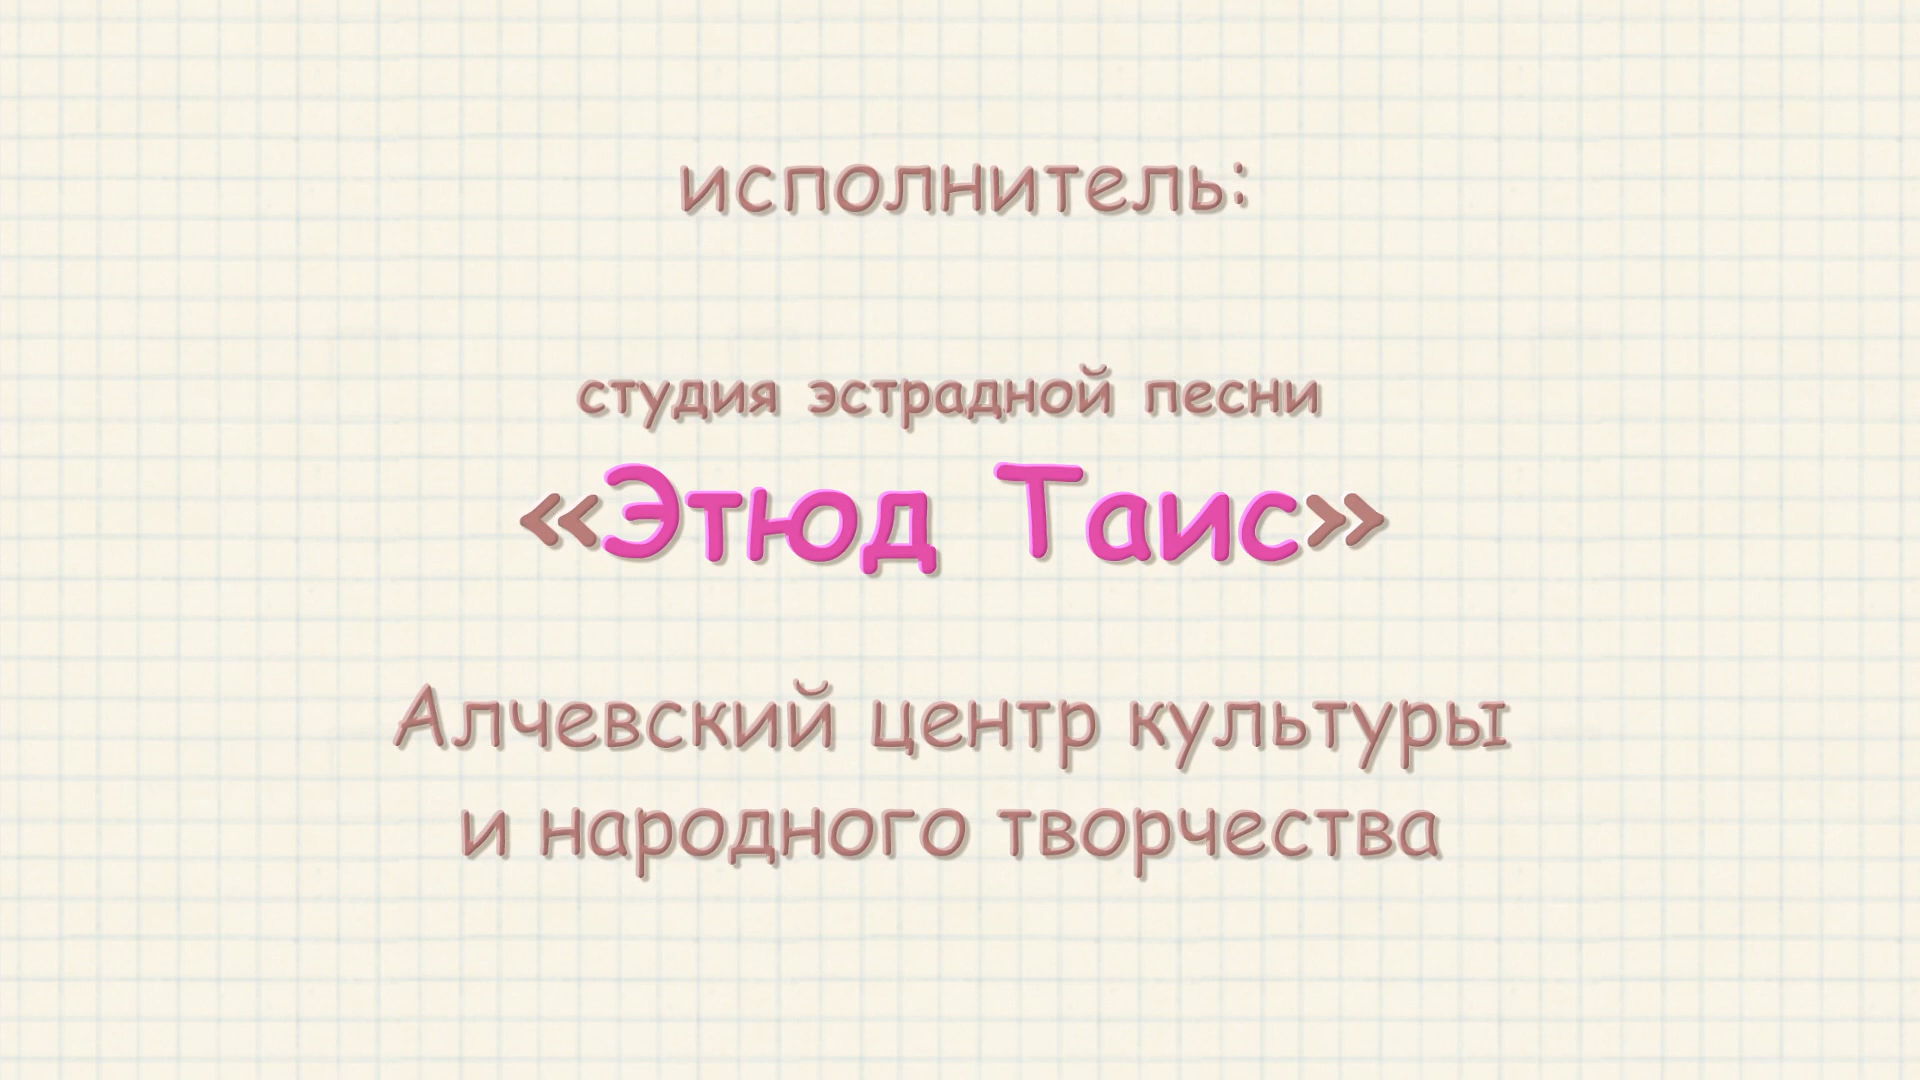 исполнитель:
студия эстрадной песни
«Этюд Таис»
Алчевский центр культуры
и народного творчества